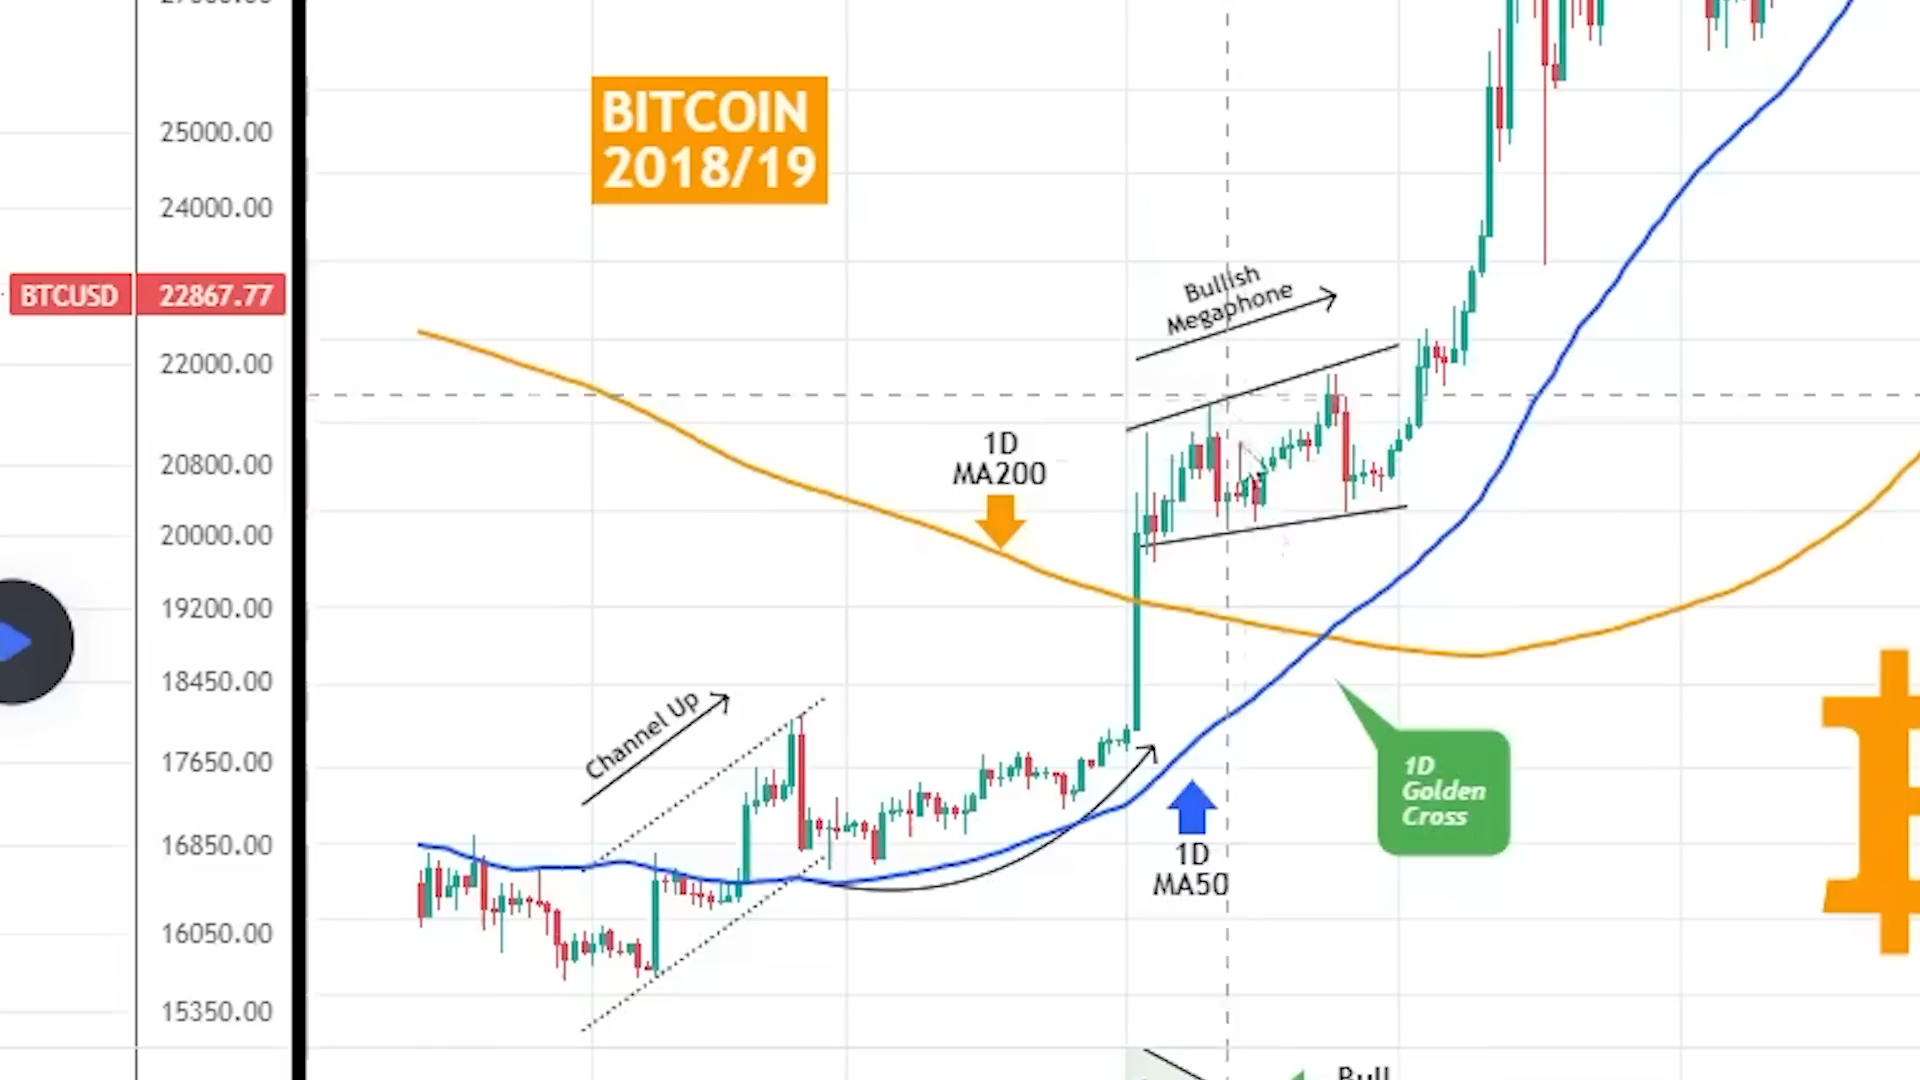 25000.00
24000.00
BTCUSD 22867.77
22000.00
20800.00
20000.00
19200.00
18450.00
17650.00
16850.00
16050.00
15350.00
BITCOIN
2018/19
Bullish
Megaphone
1D
MA200
Channel Up
1D
MA50
1D
Golden
Cross
Bull